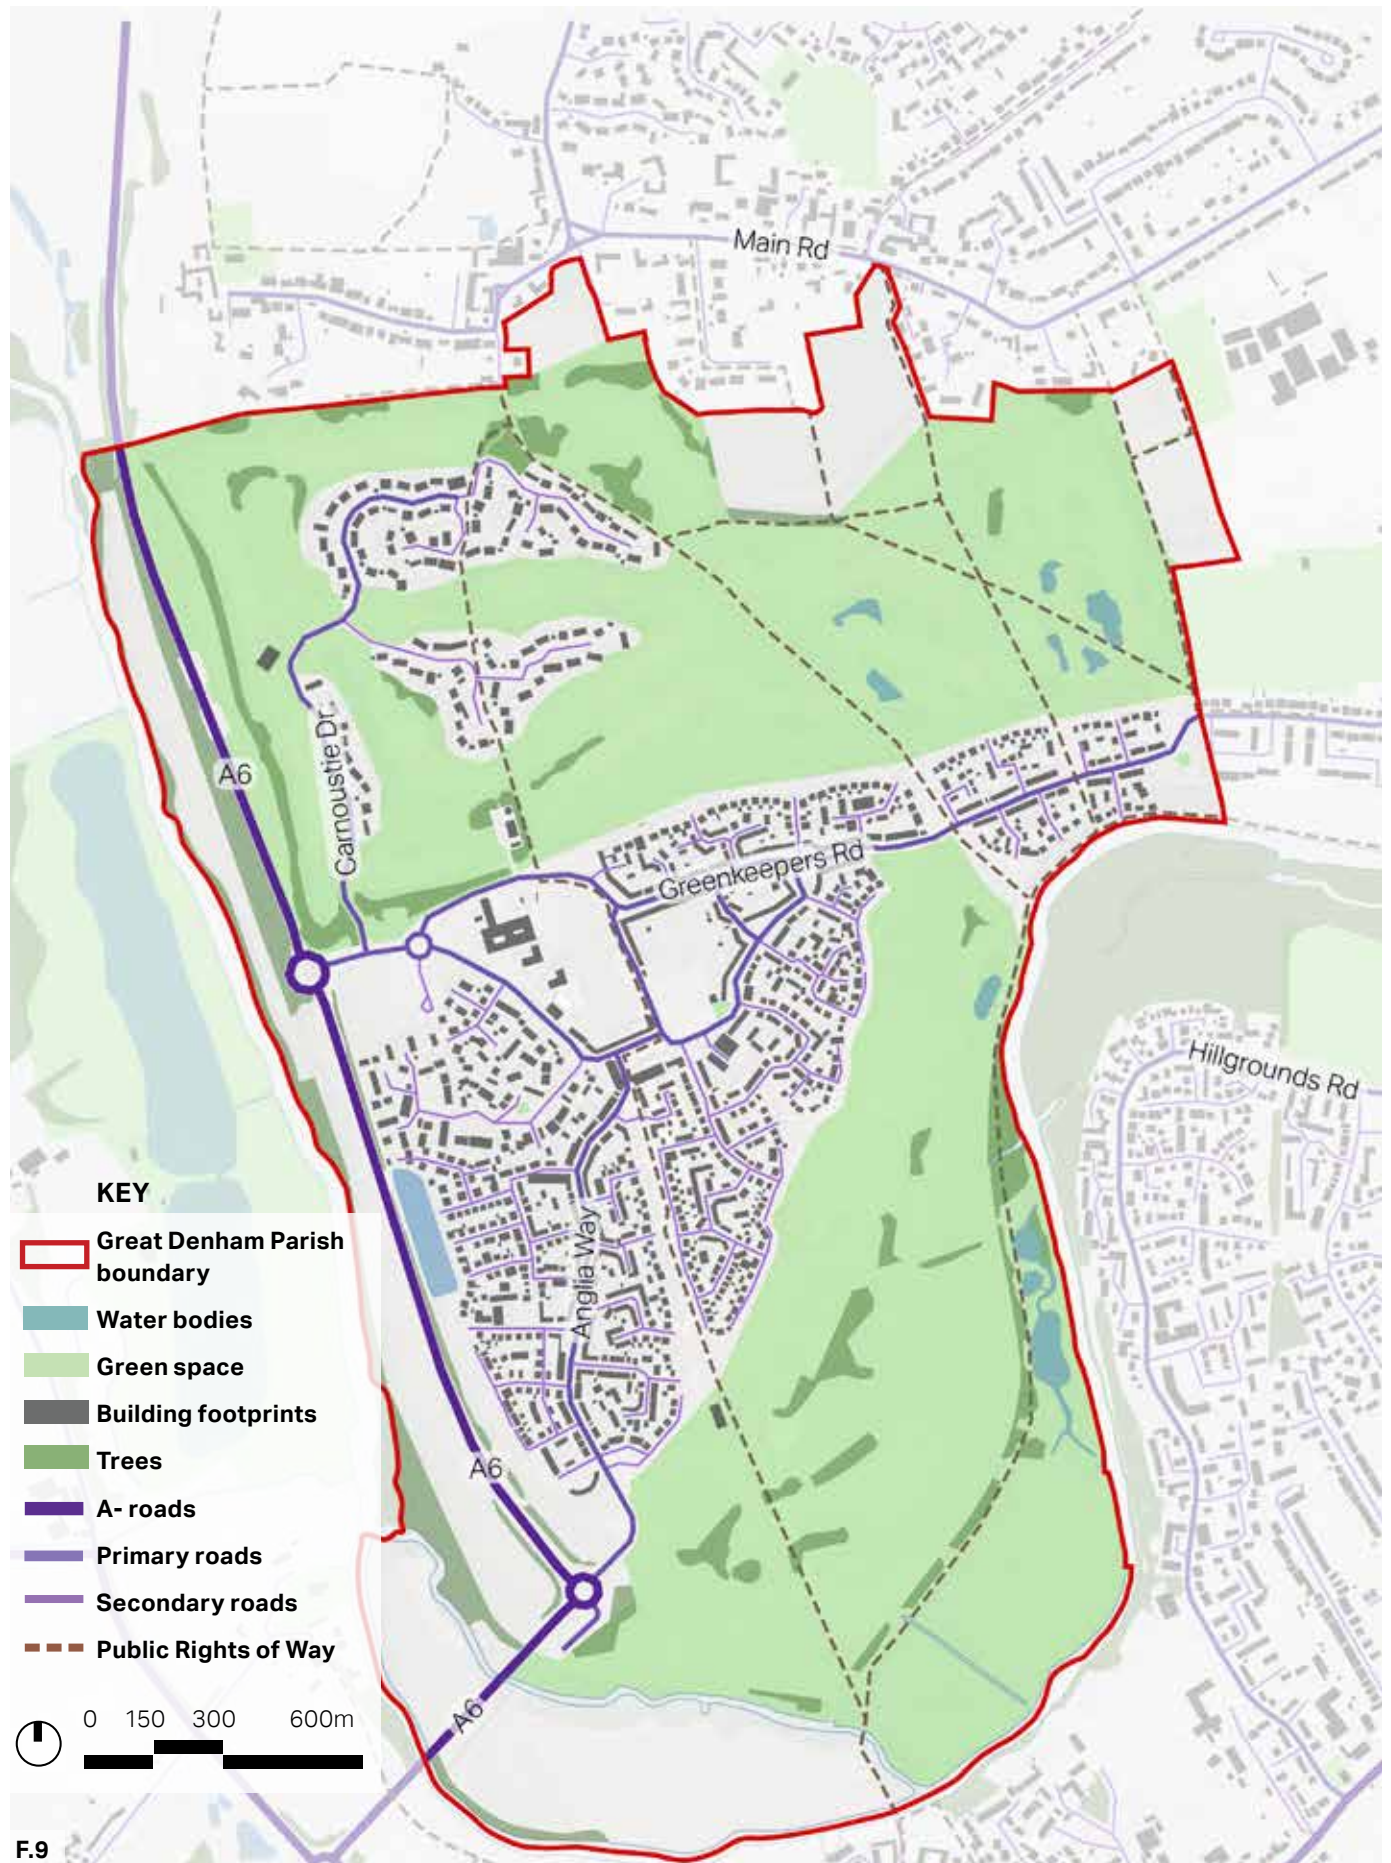 Main Rd
A6
Carnoustie Dr.
Greenkeepers Rd
Hillgrounds Rd
Anglia Way
A6
A6
KEY
Great Denham Parish
boundary
Water bodies
Green space
Building footprints
Trees
A- roads
Primary roads
Secondary roads
Public Rights of Way
0 150 300 600m
F.9